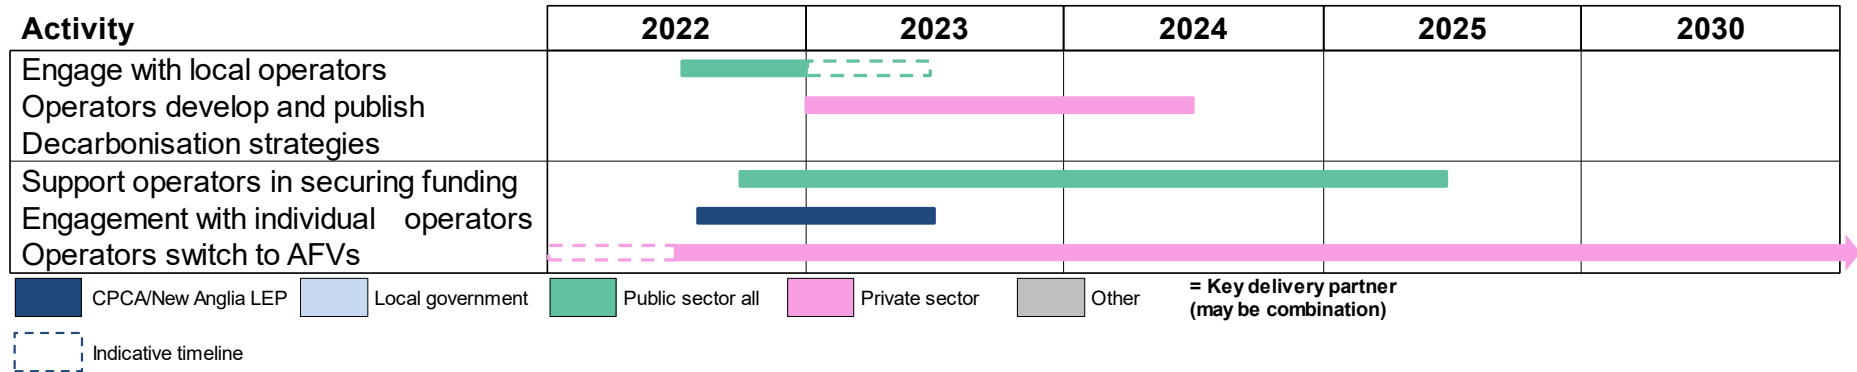 Activity 2022 2023 2024 2025 2030
Engage with local operators
Operators develop and publish
Decarbonisation strategies
Support operators in securing funding
Engagement with individual operators
Operators switch to AFVs
CPCA/New Anglia LEP Local government Public sector all Private sector Other = Key delivery partner
(may be combination)
Indicative timeline